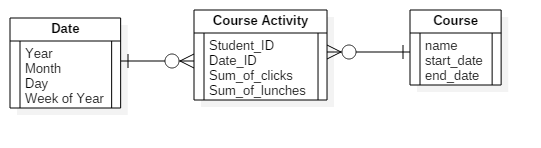 Date
Year
Month
Day
Week of Year
Course Activity
Student_ID
Date_ID
Sum_of_clicks
Sum_of_lunches
Course
name
start_date
end_date